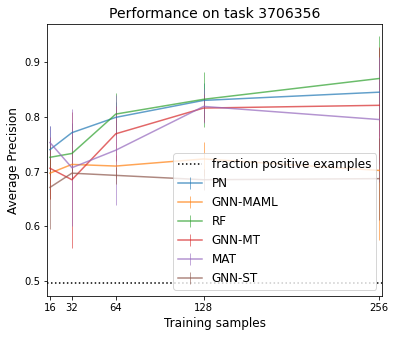 Performance on task 3706356
Average Precision
0.9
0.8
0.7
0.6
0.5
fraction positive examples
PN
GNN-MAML
RF
GNN-MT
MAT
GNN-ST
16 32 64 128 256
Training samples